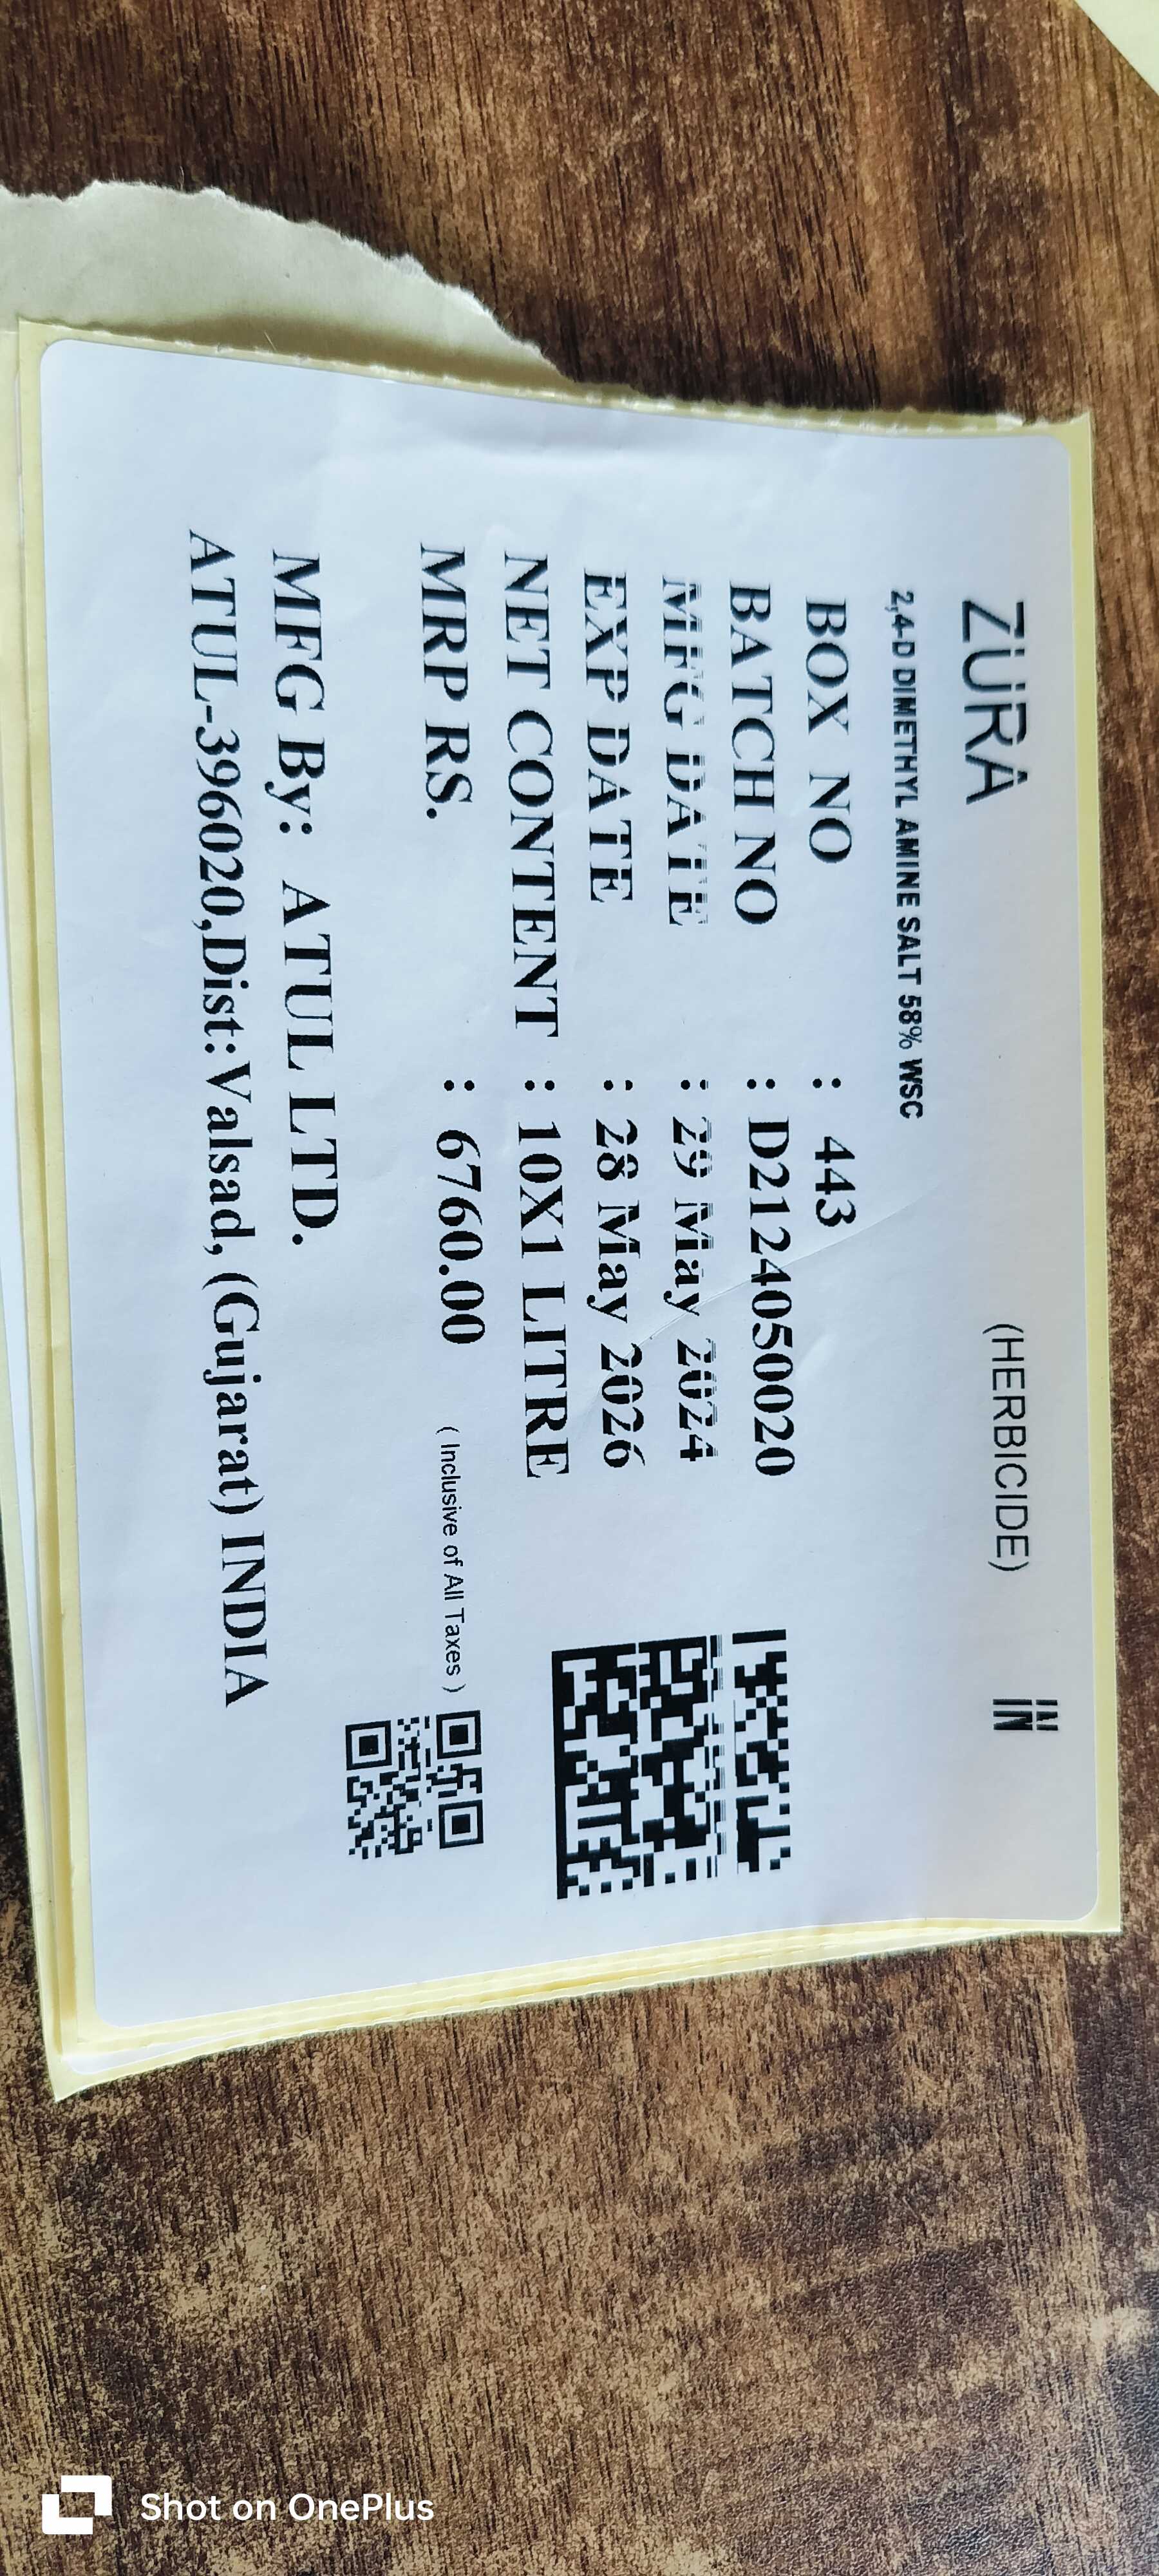 ZURA (HERBICIDE) IN
2,4-D DIMETHYL AMINE SALT 58% WSC
BOX NO : 443
BATCH NO : D2124050020
MFG DATE : 29 May 2024
EXP DATE : 28 May 2026
NET CONTENT : 10X1 LITRE
MRP RS. : 6760.00 ( Inclusive of All Taxes )
MFG By: ATUL LTD.
ATUL-396020,Dist:Valsad, (Gujarat) INDIA
Shot on OnePlus